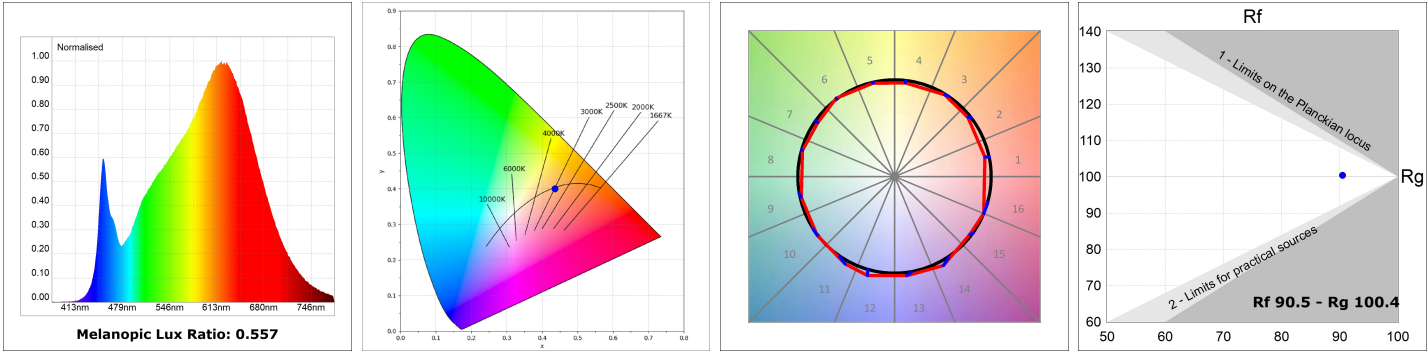 Normalised
1.00
0.90
0.80
0.70
0.60
0.50
0.40
0.30
0.20
0.10
0.00
413nm 479nm 546nm 613nm 680nm 746nm
Melanopic Lux Ratio: 0.557
0.9
0.8
0.7
0.6
0.5
0.4
0.3
0.2
0.1
0.0
y
0.0 0.1 0.2 0.3 0.4 0.5 0.6 0.7 0.8
x
10000K
6000K
4000K
3000K
2500K
2000K
1667K
1
2
3
4
5
6
7
8
9
10
11
12
13
14
15
16
Rf
140
130
120
110
100
90
80
70
60
50 60 70 80 90 100
Rg
1 - Limits on the Planckian locus
2 - Limits for practical sources
Rf 90.5 - Rg 100.4